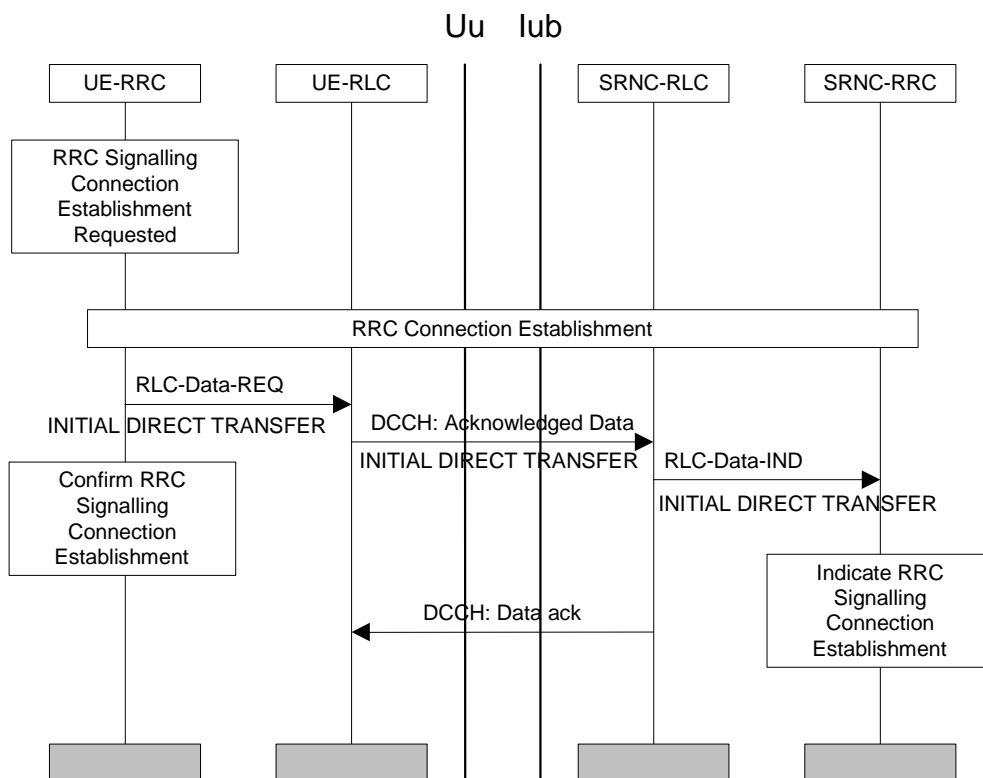 Uu Iub
UE-RRC UE-RLC SRNC-RLC SRNC-RRC
RRC Signalling
Connection
Establishment
Requested
RRC Connection Establishment
RLC-Data-REQ
INITIAL DIRECT TRANSFER
DCCH: Acknowledged Data
INITIAL DIRECT TRANSFER
RLC-Data-IND
INITIAL DIRECT TRANSFER
Confirm RRC
Signalling
Connection
Establishment
Indicate RRC
Signalling
Connection
Establishment
DCCH: Data ack